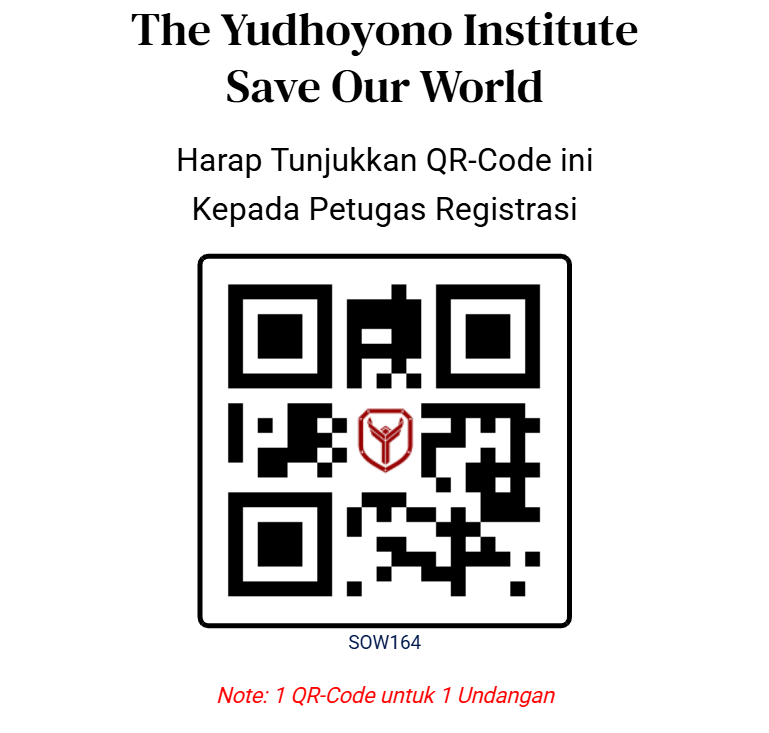 The Yudhoyono Institute
Save Our World
Harap Tunjukkan QR-Code ini
Kepada Petugas Registrasi
SOW164
Note: 1 QR-Code untuk 1 Undangan